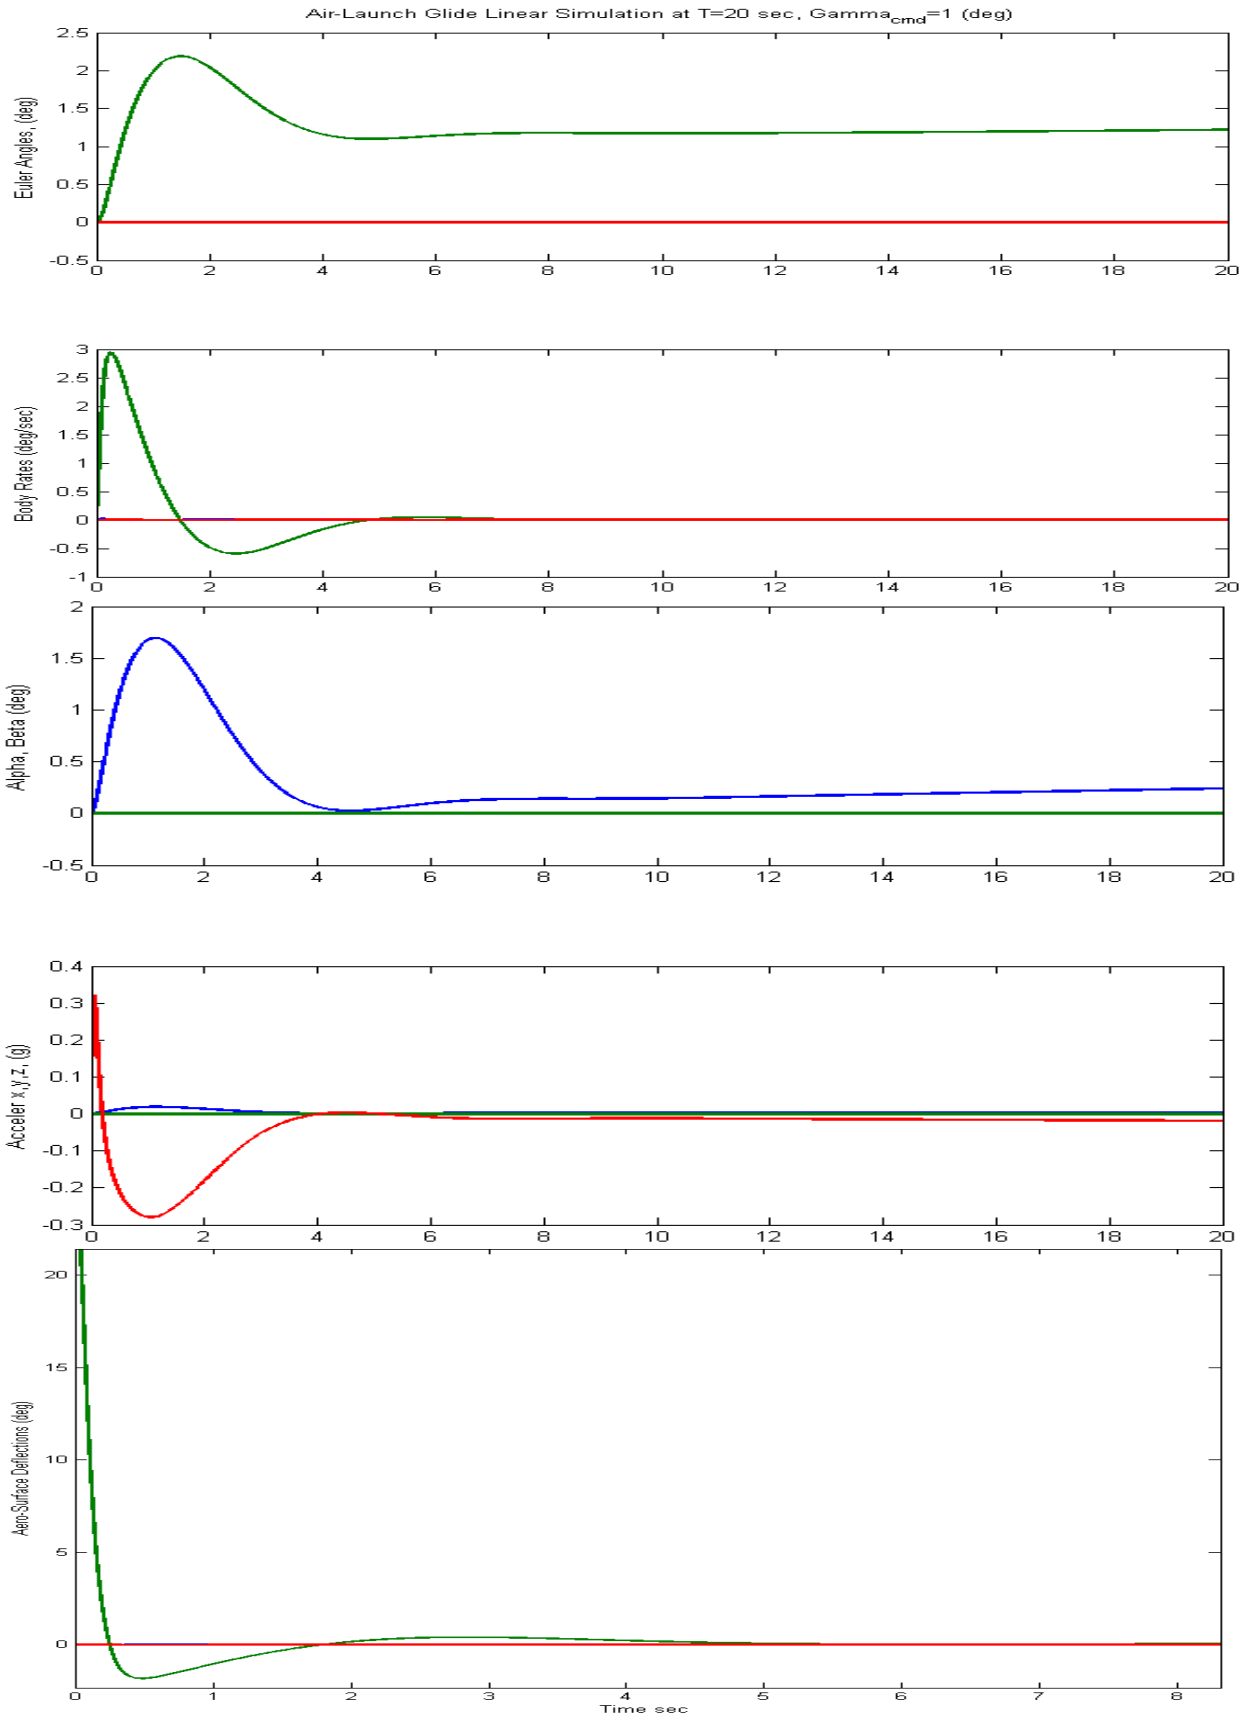 Air-Launch Glide Linear Simulation at T=20 sec, Gamma_cmd=1 (deg)
Euler Angles, (deg)
2.5
2
1.5
1
0.5
0
-0.5
0 2 4 6 8 10 12 14 16 18 20
Body Rates (deg/sec)
3
2.5
2
1.5
1
0.5
0
-0.5
-1
0 2 4 6 8 10 12 14 16 18 20
Alpha, Beta (deg)
2
1.5
1
0.5
0
-0.5
0 2 4 6 8 10 12 14 16 18 20
Acceler x,y,z, (g)
0.4
0.3
0.2
0.1
0
-0.1
-0.2
-0.3
0 2 4 6 8 10 12 14 16 18 20
Aero-Surface Deflections (deg)
20
15
10
5
0
0 1 2 3 4 5 6 7 8
Time sec